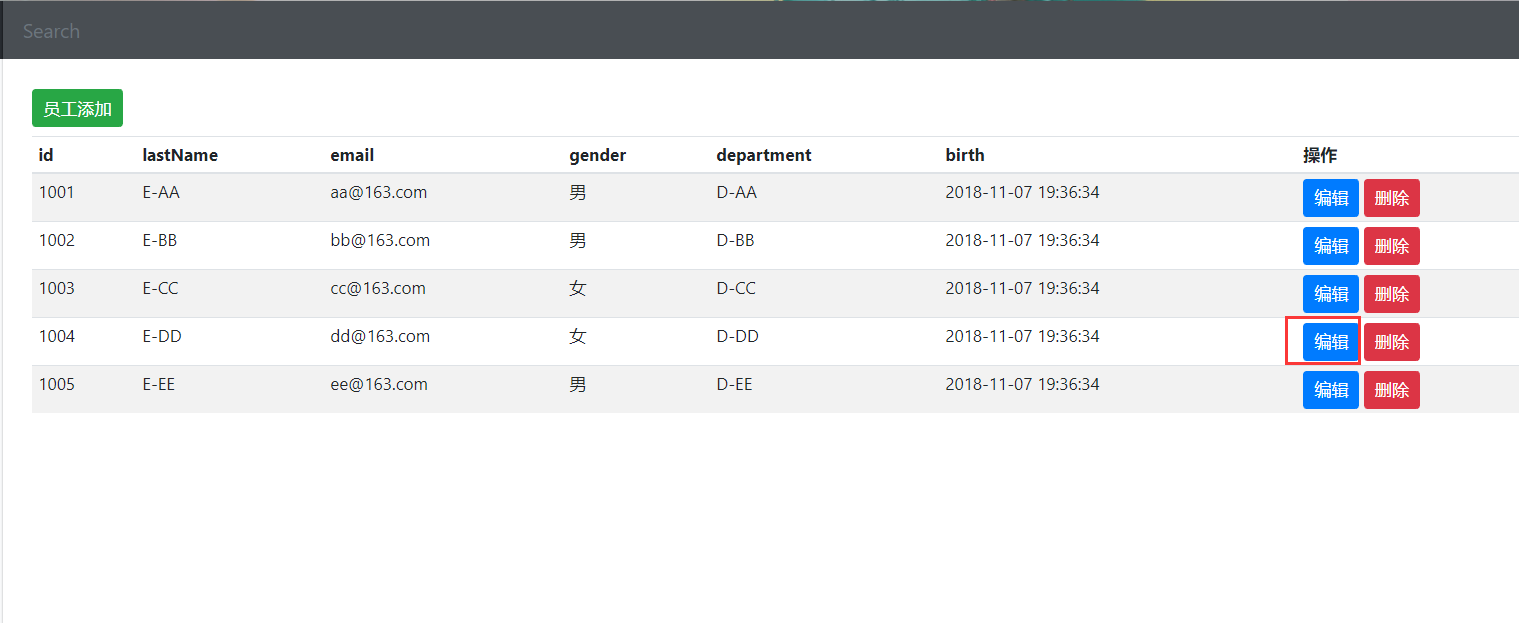 Search
员工添加
id lastName email gender department birth 操作
1001 E-AA aa@163.com 男 D-AA 2018-11-07 19:36:34 编辑 删除
1002 E-BB bb@163.com 男 D-BB 2018-11-07 19:36:34 编辑 删除
1003 E-CC cc@163.com 女 D-CC 2018-11-07 19:36:34 编辑 删除
1004 E-DD dd@163.com 女 D-DD 2018-11-07 19:36:34 编辑 删除
1005 E-EE ee@163.com 男 D-EE 2018-11-07 19:36:34 编辑 删除